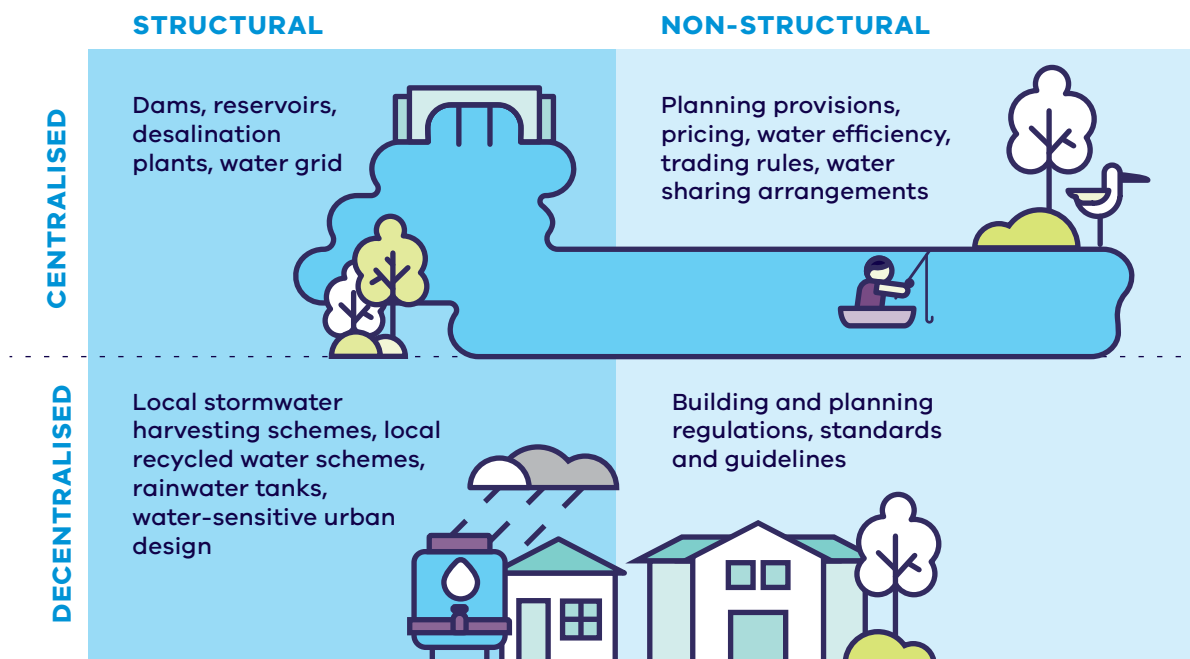 STRUCTURAL
NON-STRUCTURAL
CENTRALISED
Dams, reservoirs,
desalination
plants, water grid
Planning provisions,
pricing, water efficiency,
trading rules, water
sharing arrangements
DECENTRALISED
Local stormwater
harvesting schemes, local
recycled water schemes,
rainwater tanks,
water-sensitive urban
design
Building and planning
regulations, standards
and guidelines